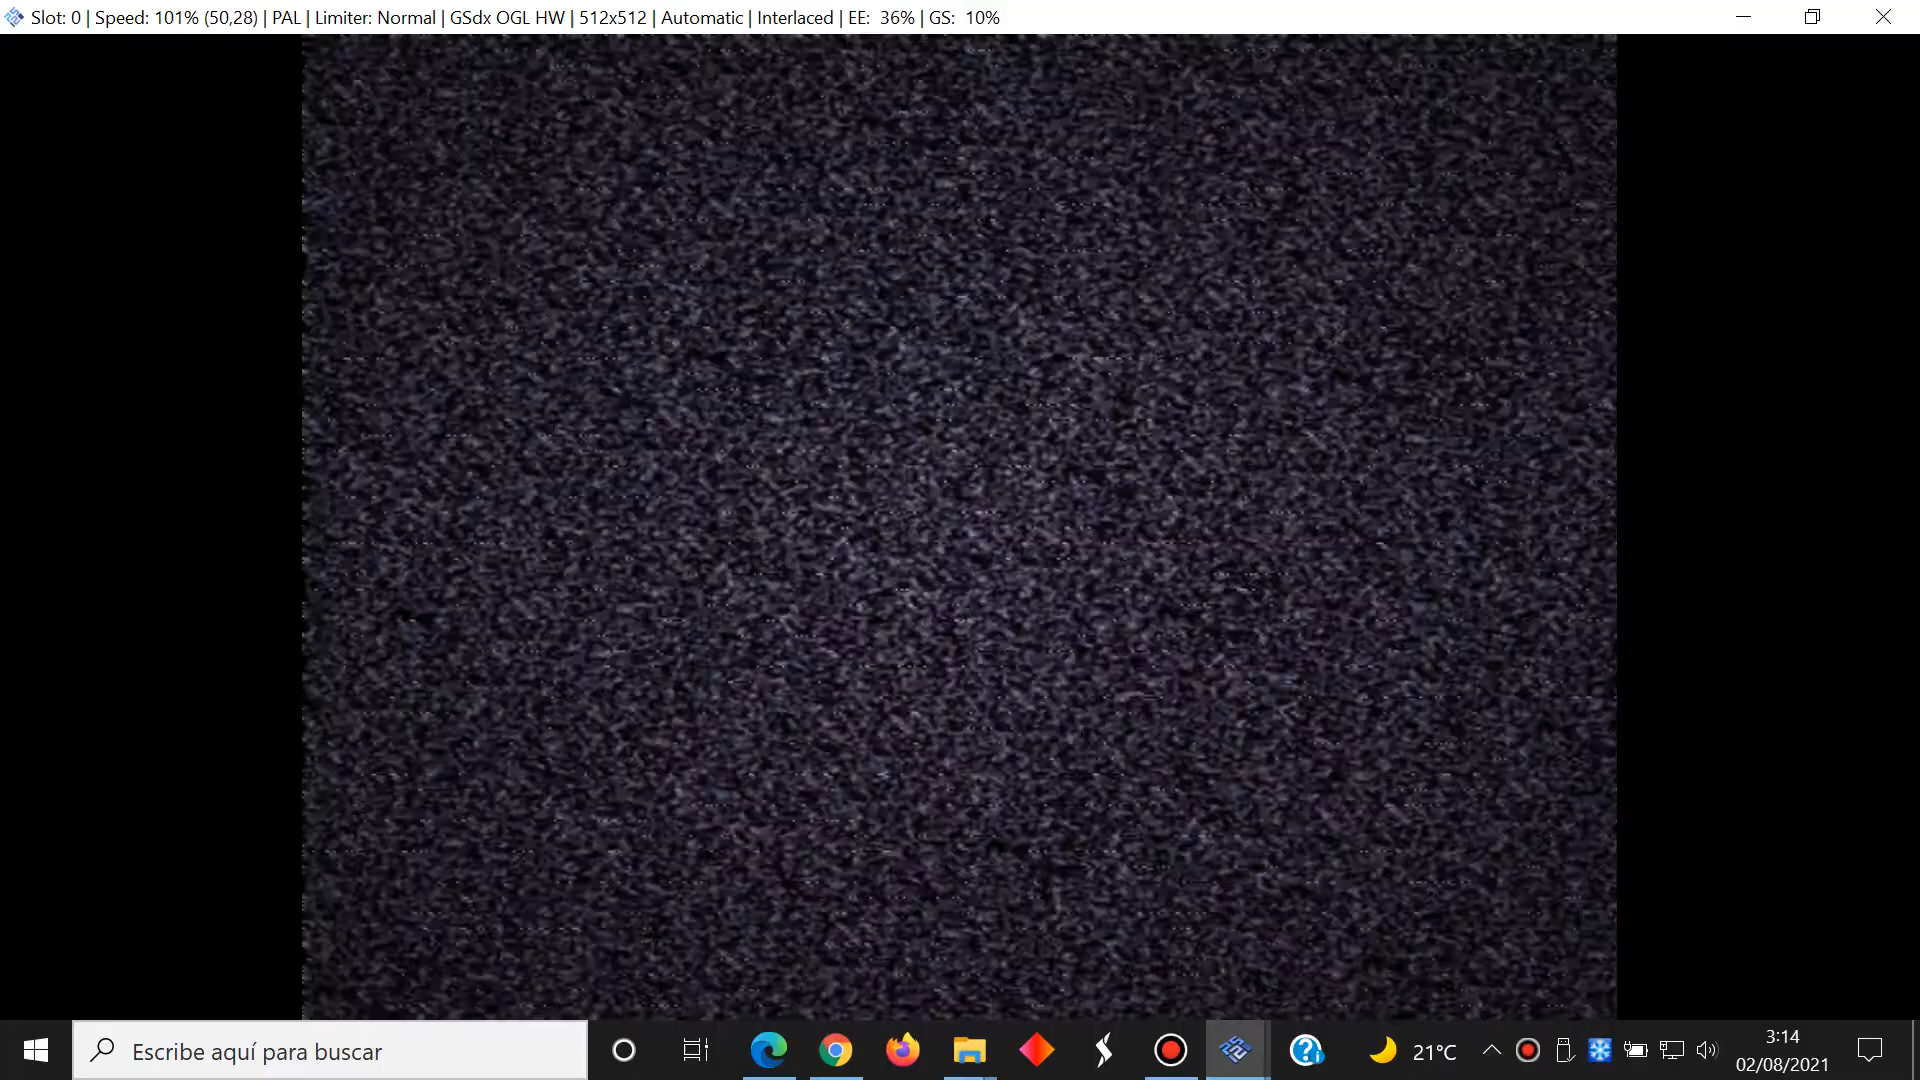 Slot: 0 | Speed: 101% (50,28) | PAL | Limiter: Normal | GSdx OGL HW | 512x512 | Automatic | Interlaced | EE: 36% | GS: 10%
Escribe aquí para buscar
21°C
3:14
02/08/2021